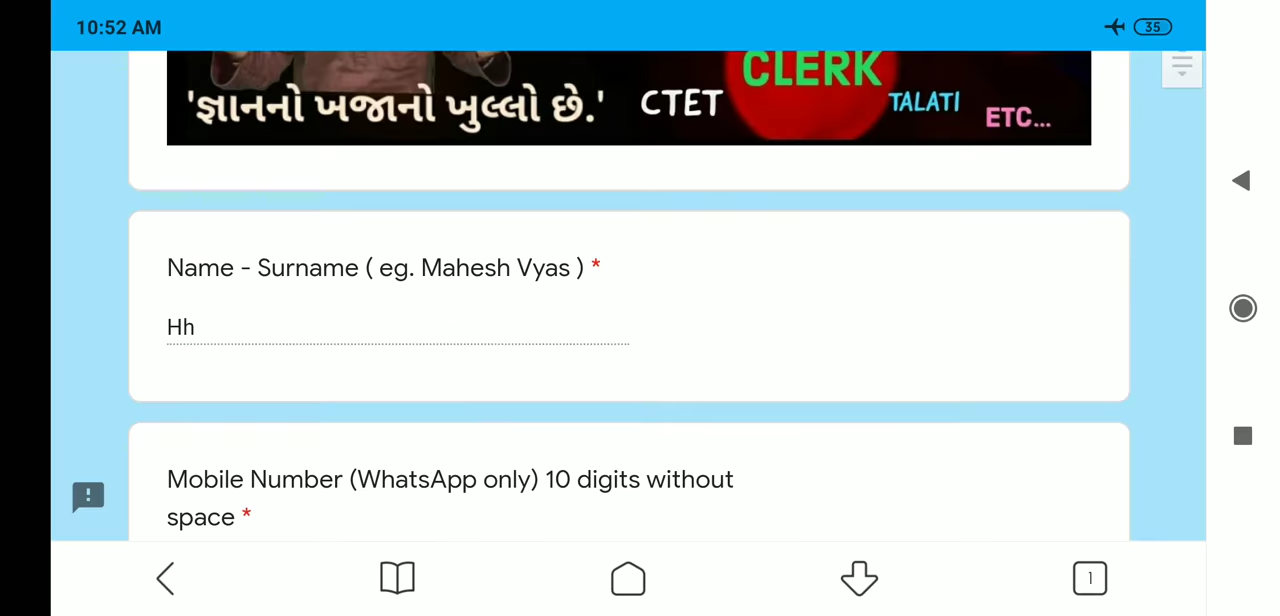 10:52 AM
35
CLERK
'જ્ઞાનનો ખજાનો ખુલ્લો છે.' CTET TALATI ETC...
Name - Surname ( eg. Mahesh Vyas ) *
Hh
Mobile Number (WhatsApp only) 10 digits without
space *
1